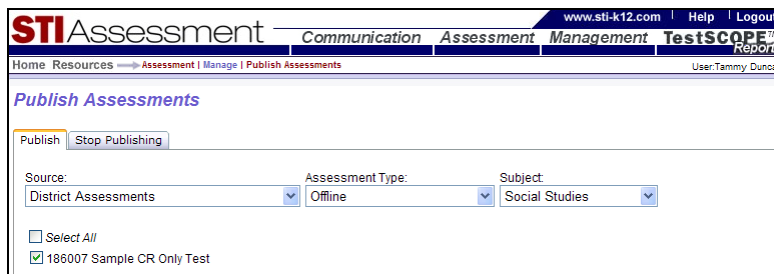 www.sti-k12.com | Help | Logout
STIAssessment
Communication Assessment Management TestSCOPE
Report
Home Resources Assessment | Manage | Publish Assessments
User:Tammy Dunca
Publish Assessments
Publish Stop Publishing
Source: Assessment Type: Subject:
District Assessments Offline Social Studies
Select All
186007 Sample CR Only Test